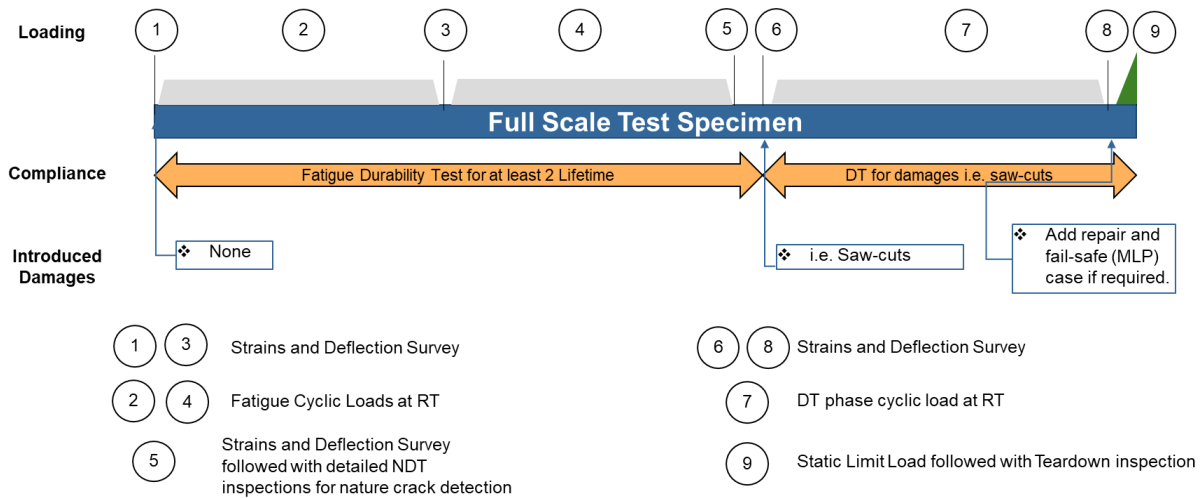 Loading
1
2
3
4
5
6
7
8
9
Full Scale Test Specimen
Compliance
Fatigue Durability Test for at least 2 Lifetime
DT for damages i.e. saw-cuts
Introduced
Damages
❖ None
❖ i.e. Saw-cuts
❖ Add repair and
fail-safe (MLP)
case if required.
1 3 Strains and Deflection Survey
2 4 Fatigue Cyclic Loads at RT
5 Strains and Deflection Survey
followed with detailed NDT
inspections for nature crack detection
6 8 Strains and Deflection Survey
7 DT phase cyclic load at RT
9 Static Limit Load followed with Teardown inspection